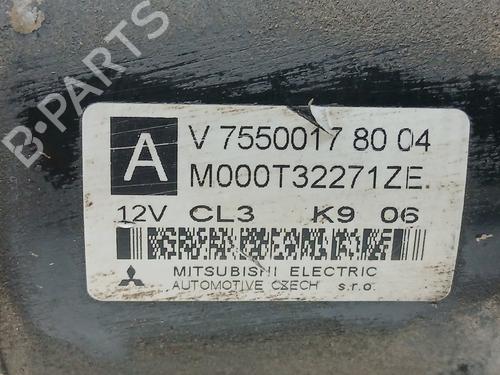 B-PARTS
A
V 7550017 80 04
M000T32271ZE.
12V CL3 K9 06
MITSUBISHI ELECTRIC
AUTOMOTIVE CZECH s.r.o.